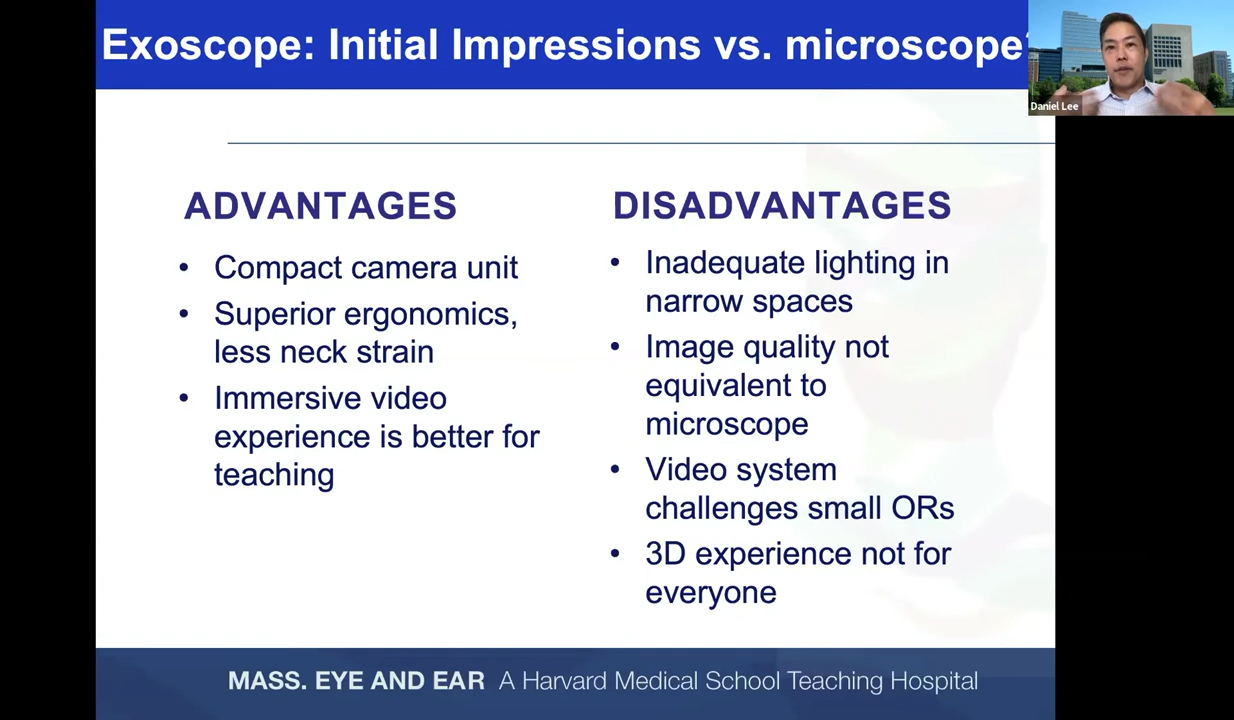 Exoscope: Initial Impressions vs. microscope
Daniel Lee
ADVANTAGES
• Compact camera unit
• Superior ergonomics,
less neck strain
• Immersive video
experience is better for
teaching
DISADVANTAGES
• Inadequate lighting in
narrow spaces
• Image quality not
equivalent to
microscope
• Video system
challenges small ORs
• 3D experience not for
everyone
MASS. EYE AND EAR A Harvard Medical School Teaching Hospital